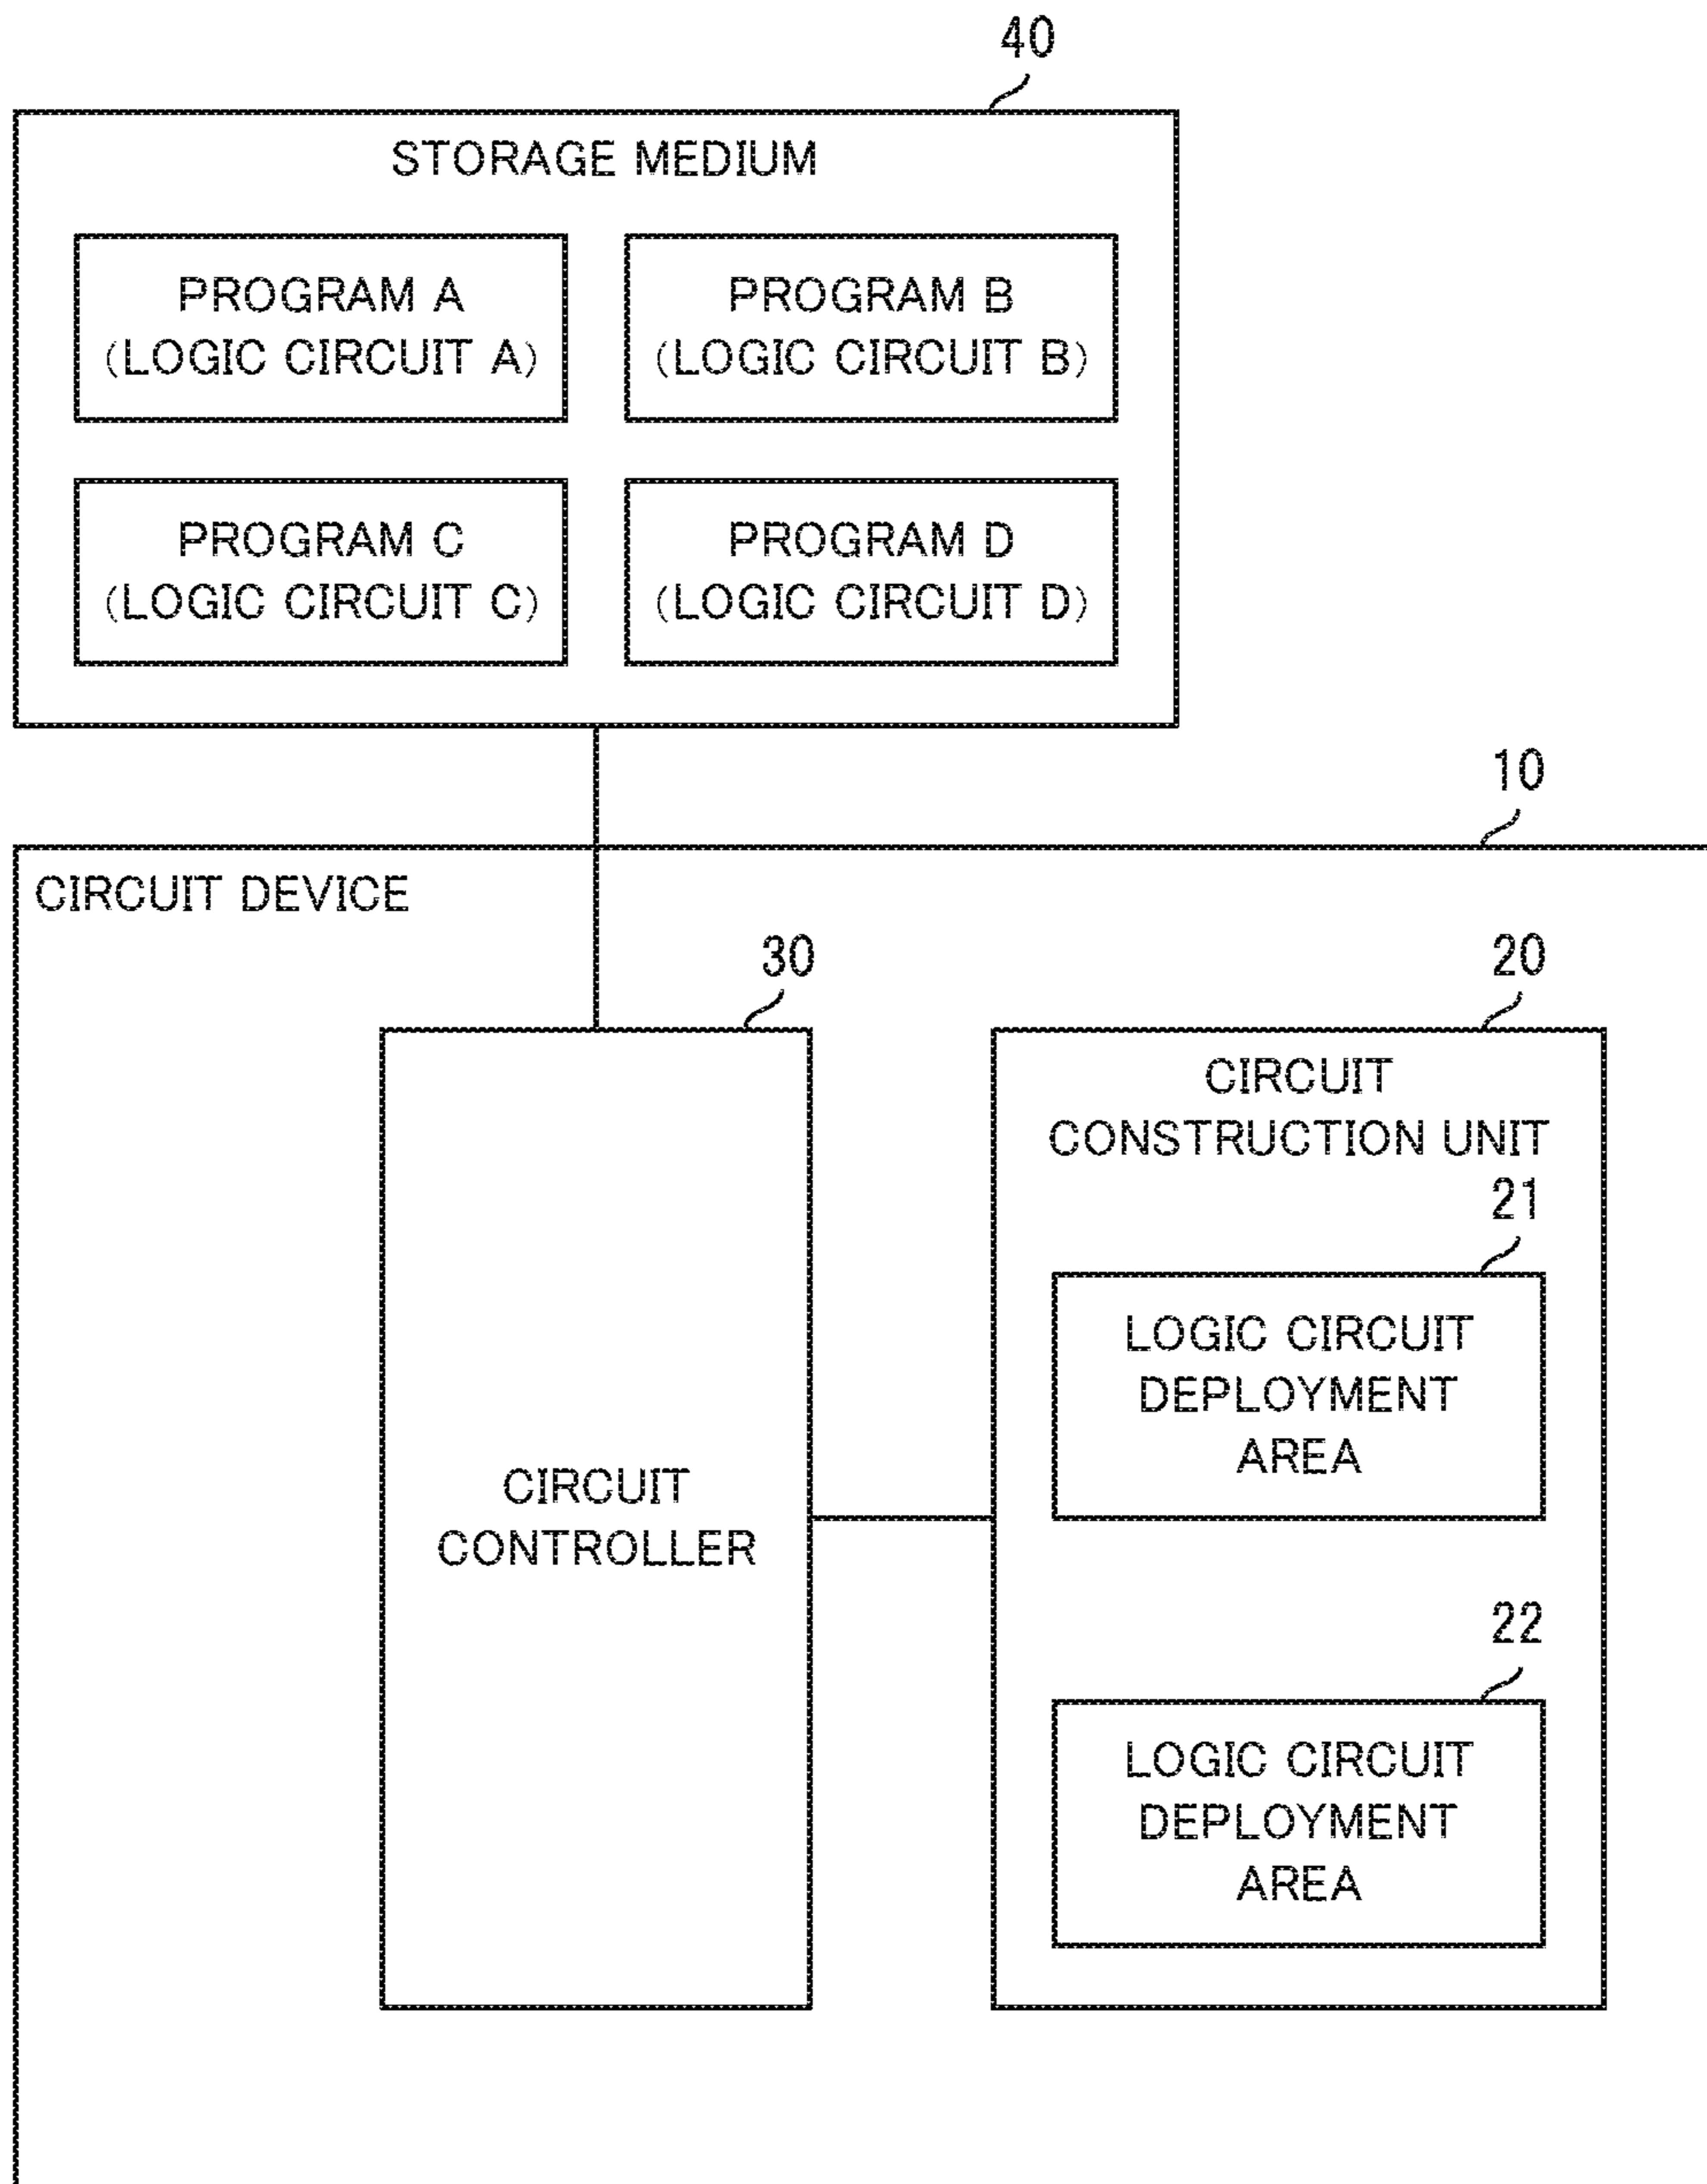 40
STORAGE MEDIUM
PROGRAM A
(LOGIC CIRCUIT A)
PROGRAM B
(LOGIC CIRCUIT B)
PROGRAM C
(LOGIC CIRCUIT C)
PROGRAM D
(LOGIC CIRCUIT D)
10
CIRCUIT DEVICE
30
CIRCUIT
CONTROLLER
20
CIRCUIT
CONSTRUCTION UNIT
21
LOGIC CIRCUIT
DEPLOYMENT
AREA
22
LOGIC CIRCUIT
DEPLOYMENT
AREA